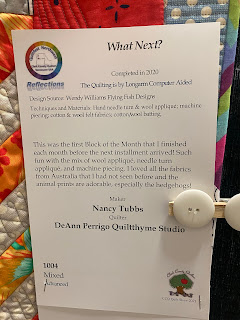 What Next?
Reflections
Completed in 2020
The Quilting is by Longarm Computer Aided
Design Source: Wendy Williams Flying Fish Designs
Techniques and Materials: Hand needle turn & wool applique; machine
piecing; cotton & wool felt fabrics; cotton/wool batting.
This was the first Block of the Month that I finished
each month before the next installment arrived! Such
fun with the mix of wool applique, needle turn
applique, and machine piecing. I loved all the fabrics
from Australia that I had not seen before and the
animal prints are adorable, especially the hedgehogs!
Maker
Nancy Tubbs
Quilter
DeAnn Perrigo Quiltthyme Studio
1004
Mixed
Advanced